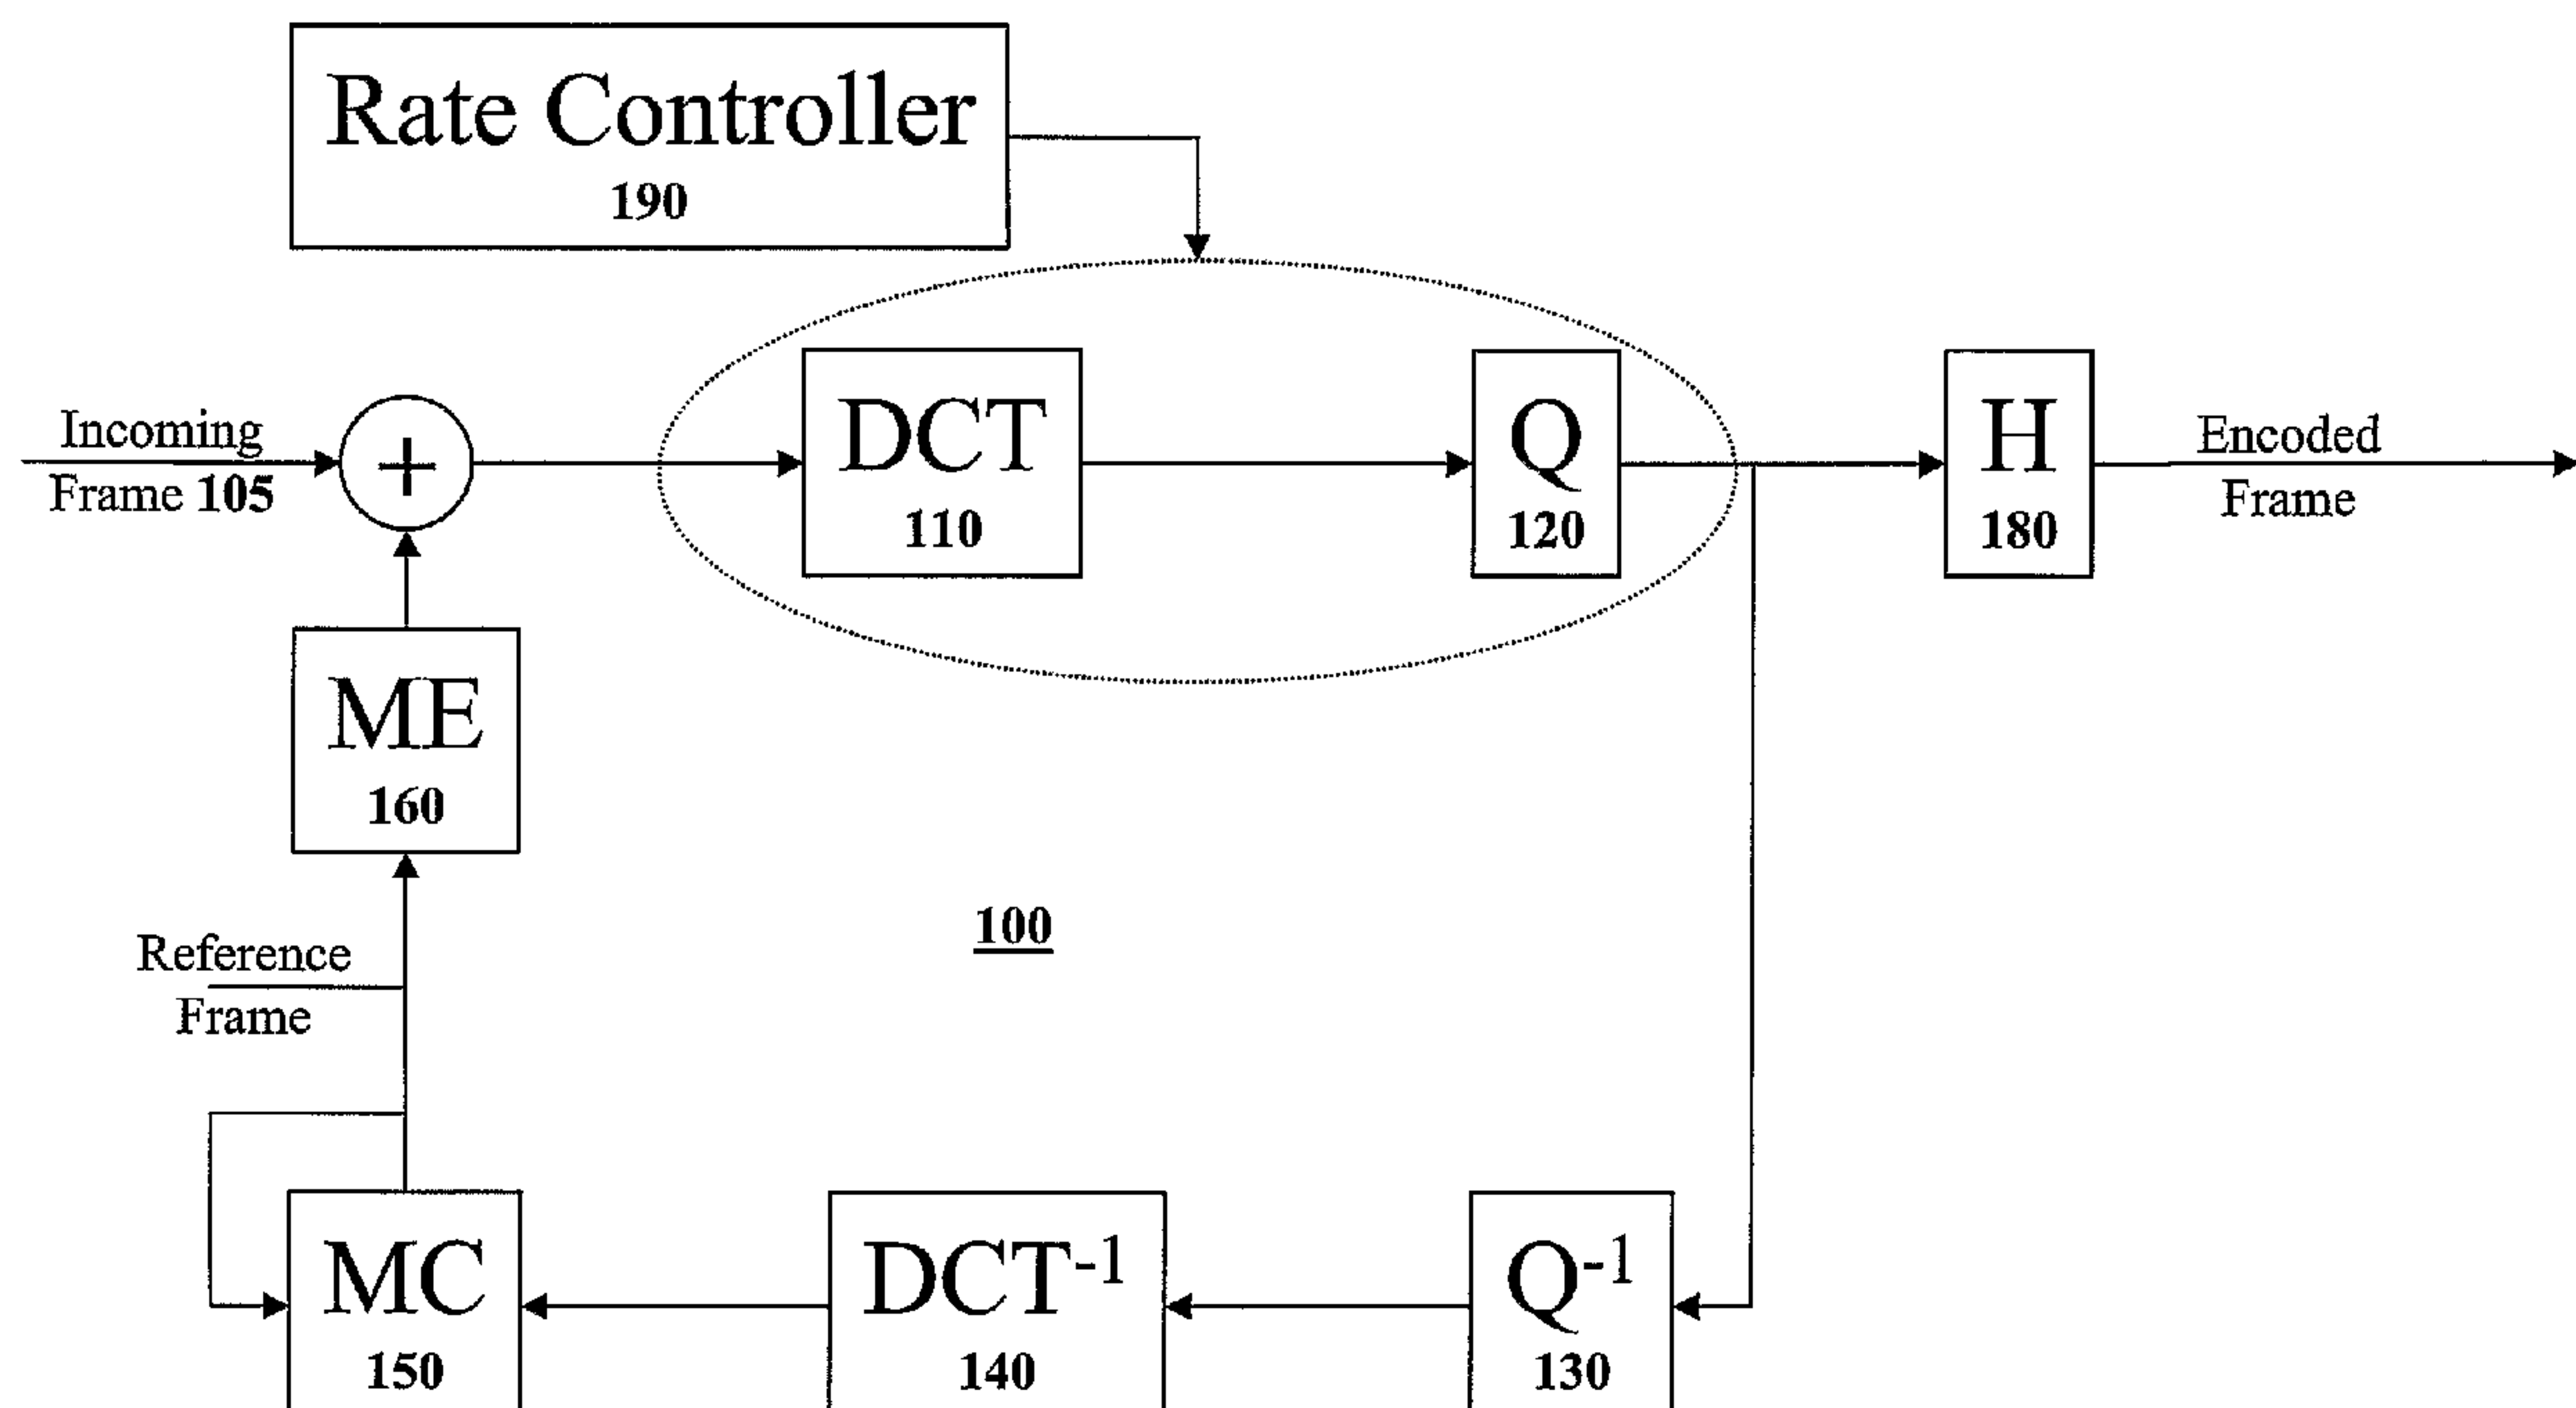 Rate Controller
190
Incoming
Frame 105
+
DCT
110
Q
120
H
180
Encoded
Frame
ME
160
100
Reference
Frame
MC
150
DCT-1
140
Q-1
130